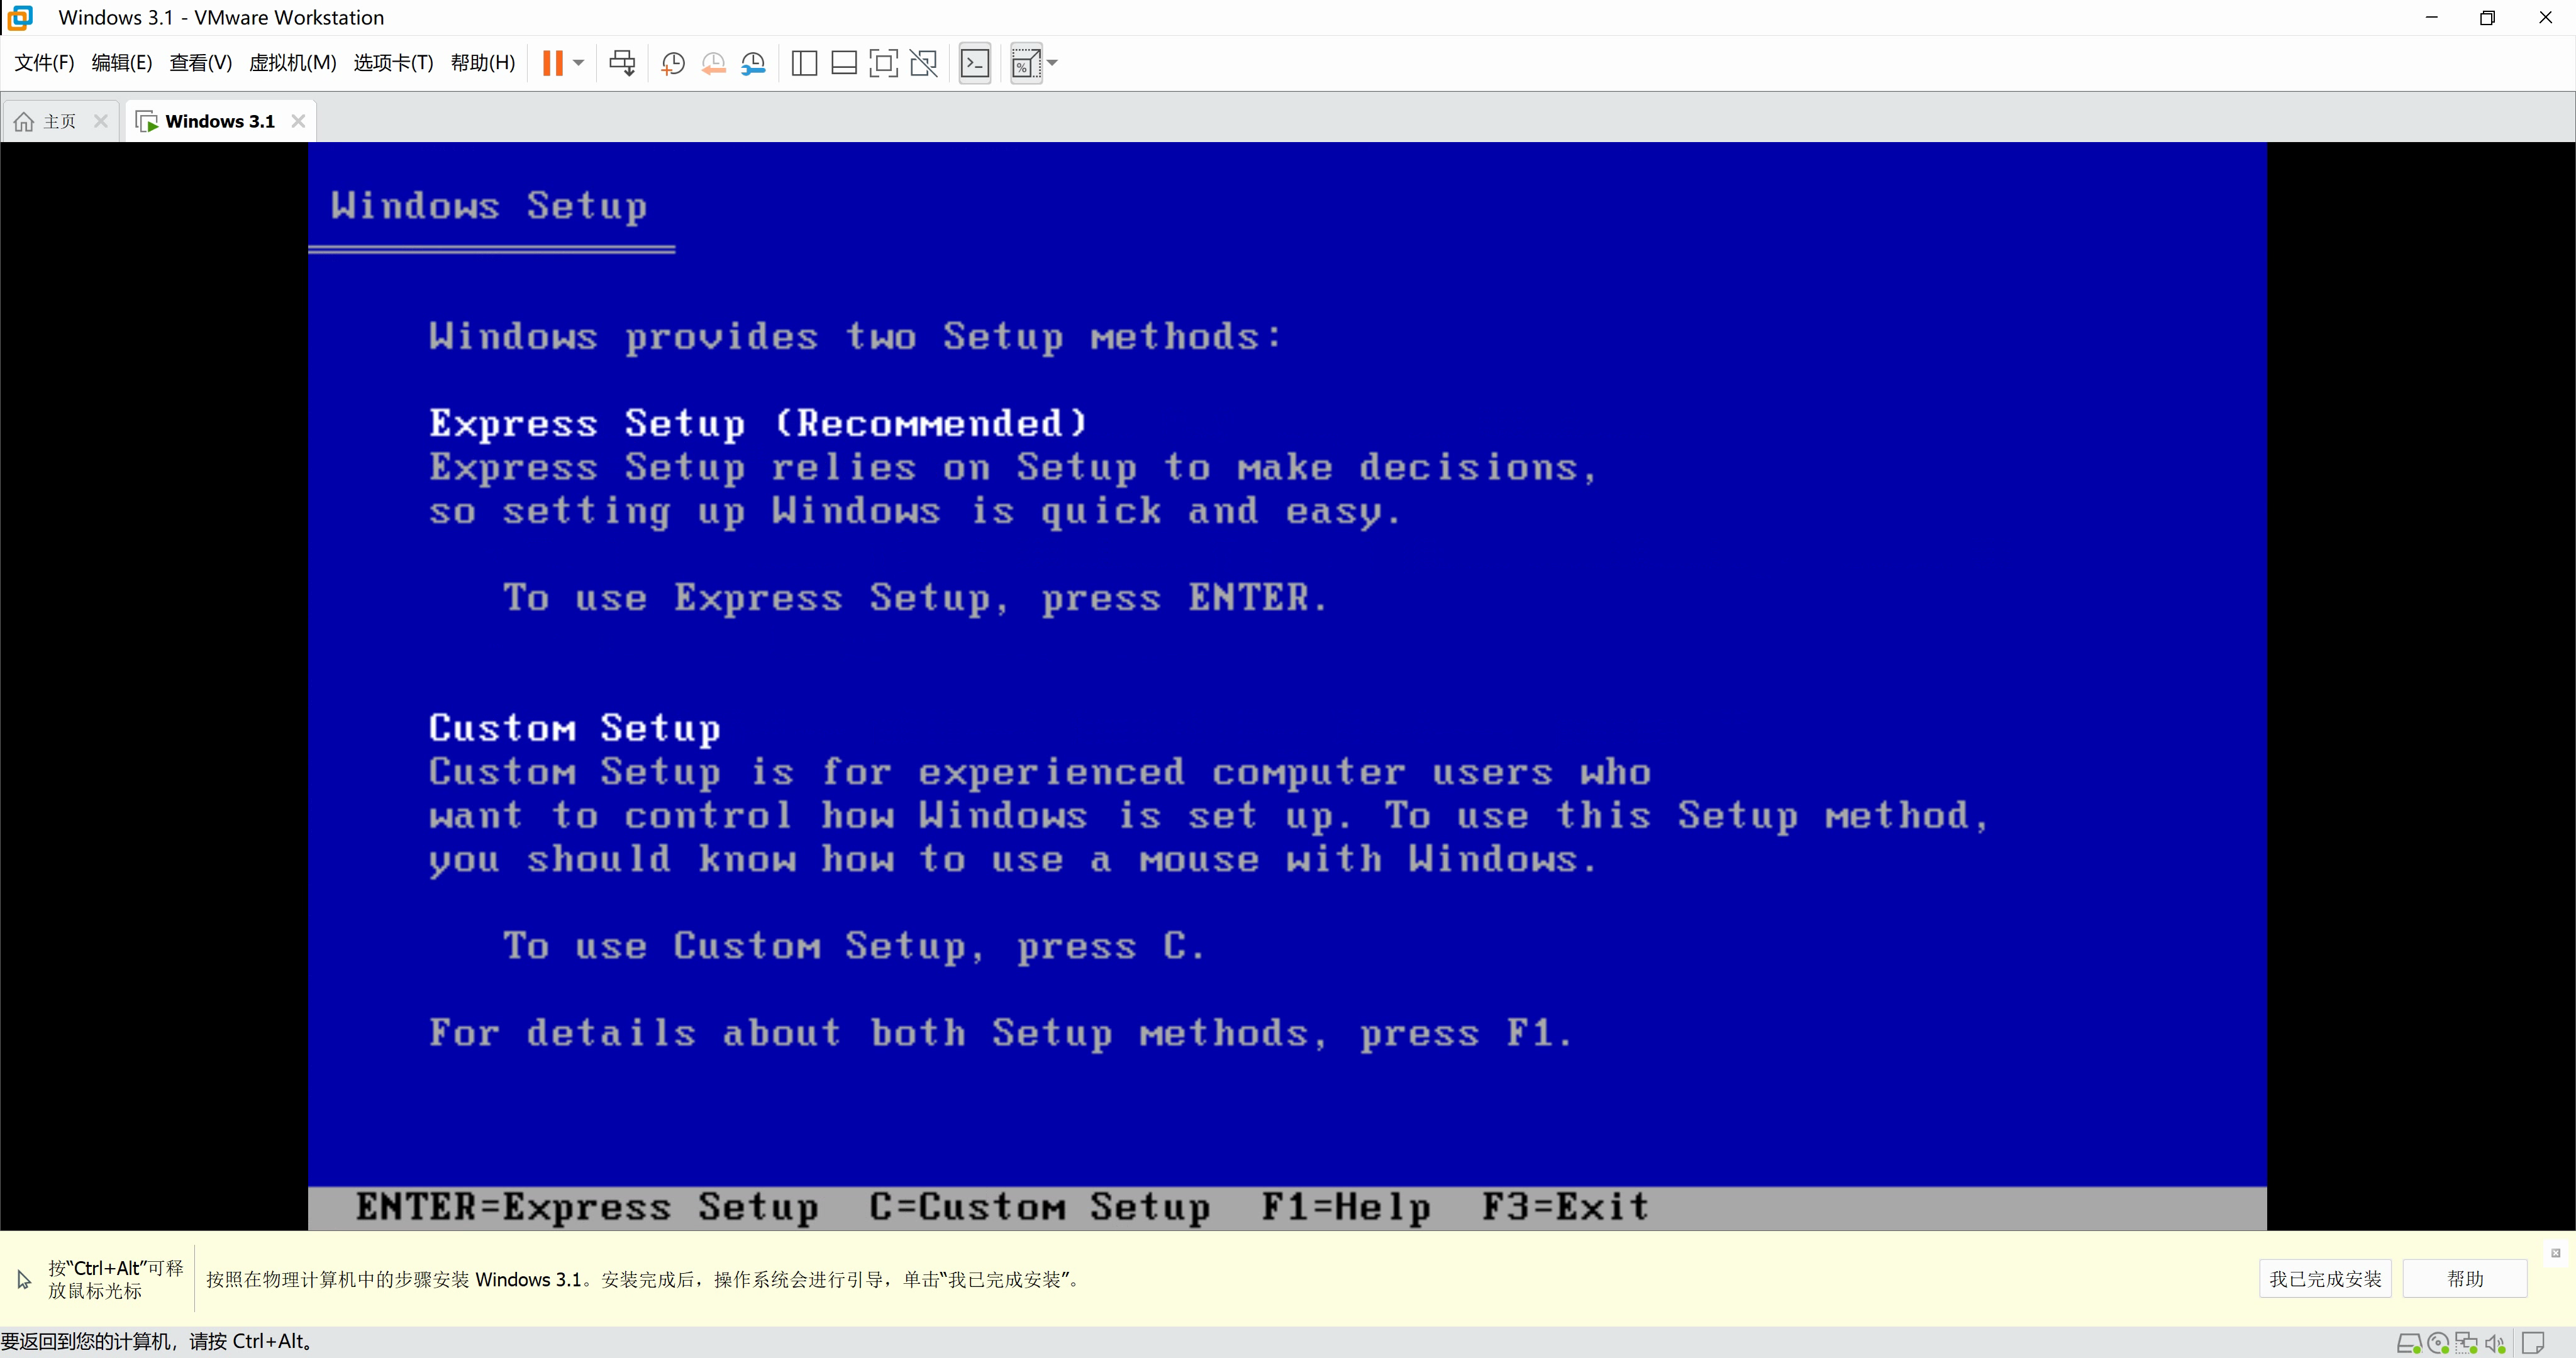 Windows 3.1 - VMware Workstation
文件(F) 编辑(E) 查看(V) 虚拟机(M) 选项卡(T) 帮助(H)
主页 Windows 3.1
Windows Setup
Windows provides two Setup methods:
Express Setup (Recommended)
Express Setup relies on Setup to make decisions,
so setting up Windows is quick and easy.
To use Express Setup, press ENTER.
Custom Setup
Custom Setup is for experienced computer users who
want to control how Windows is set up. To use this Setup method,
you should know how to use a mouse with Windows.
To use Custom Setup, press C.
For details about both Setup methods, press F1.
ENTER=Express Setup C=Custom Setup F1=Help F3=Exit
按“Ctrl+Alt”可释
放鼠标光标
按照在物理计算机中的步骤安装 Windows 3.1。安装完成后，操作系统会进行引导，单击“我已完成安装”。
我已完成安装 帮助
要返回到您的计算机，请按 Ctrl+Alt。